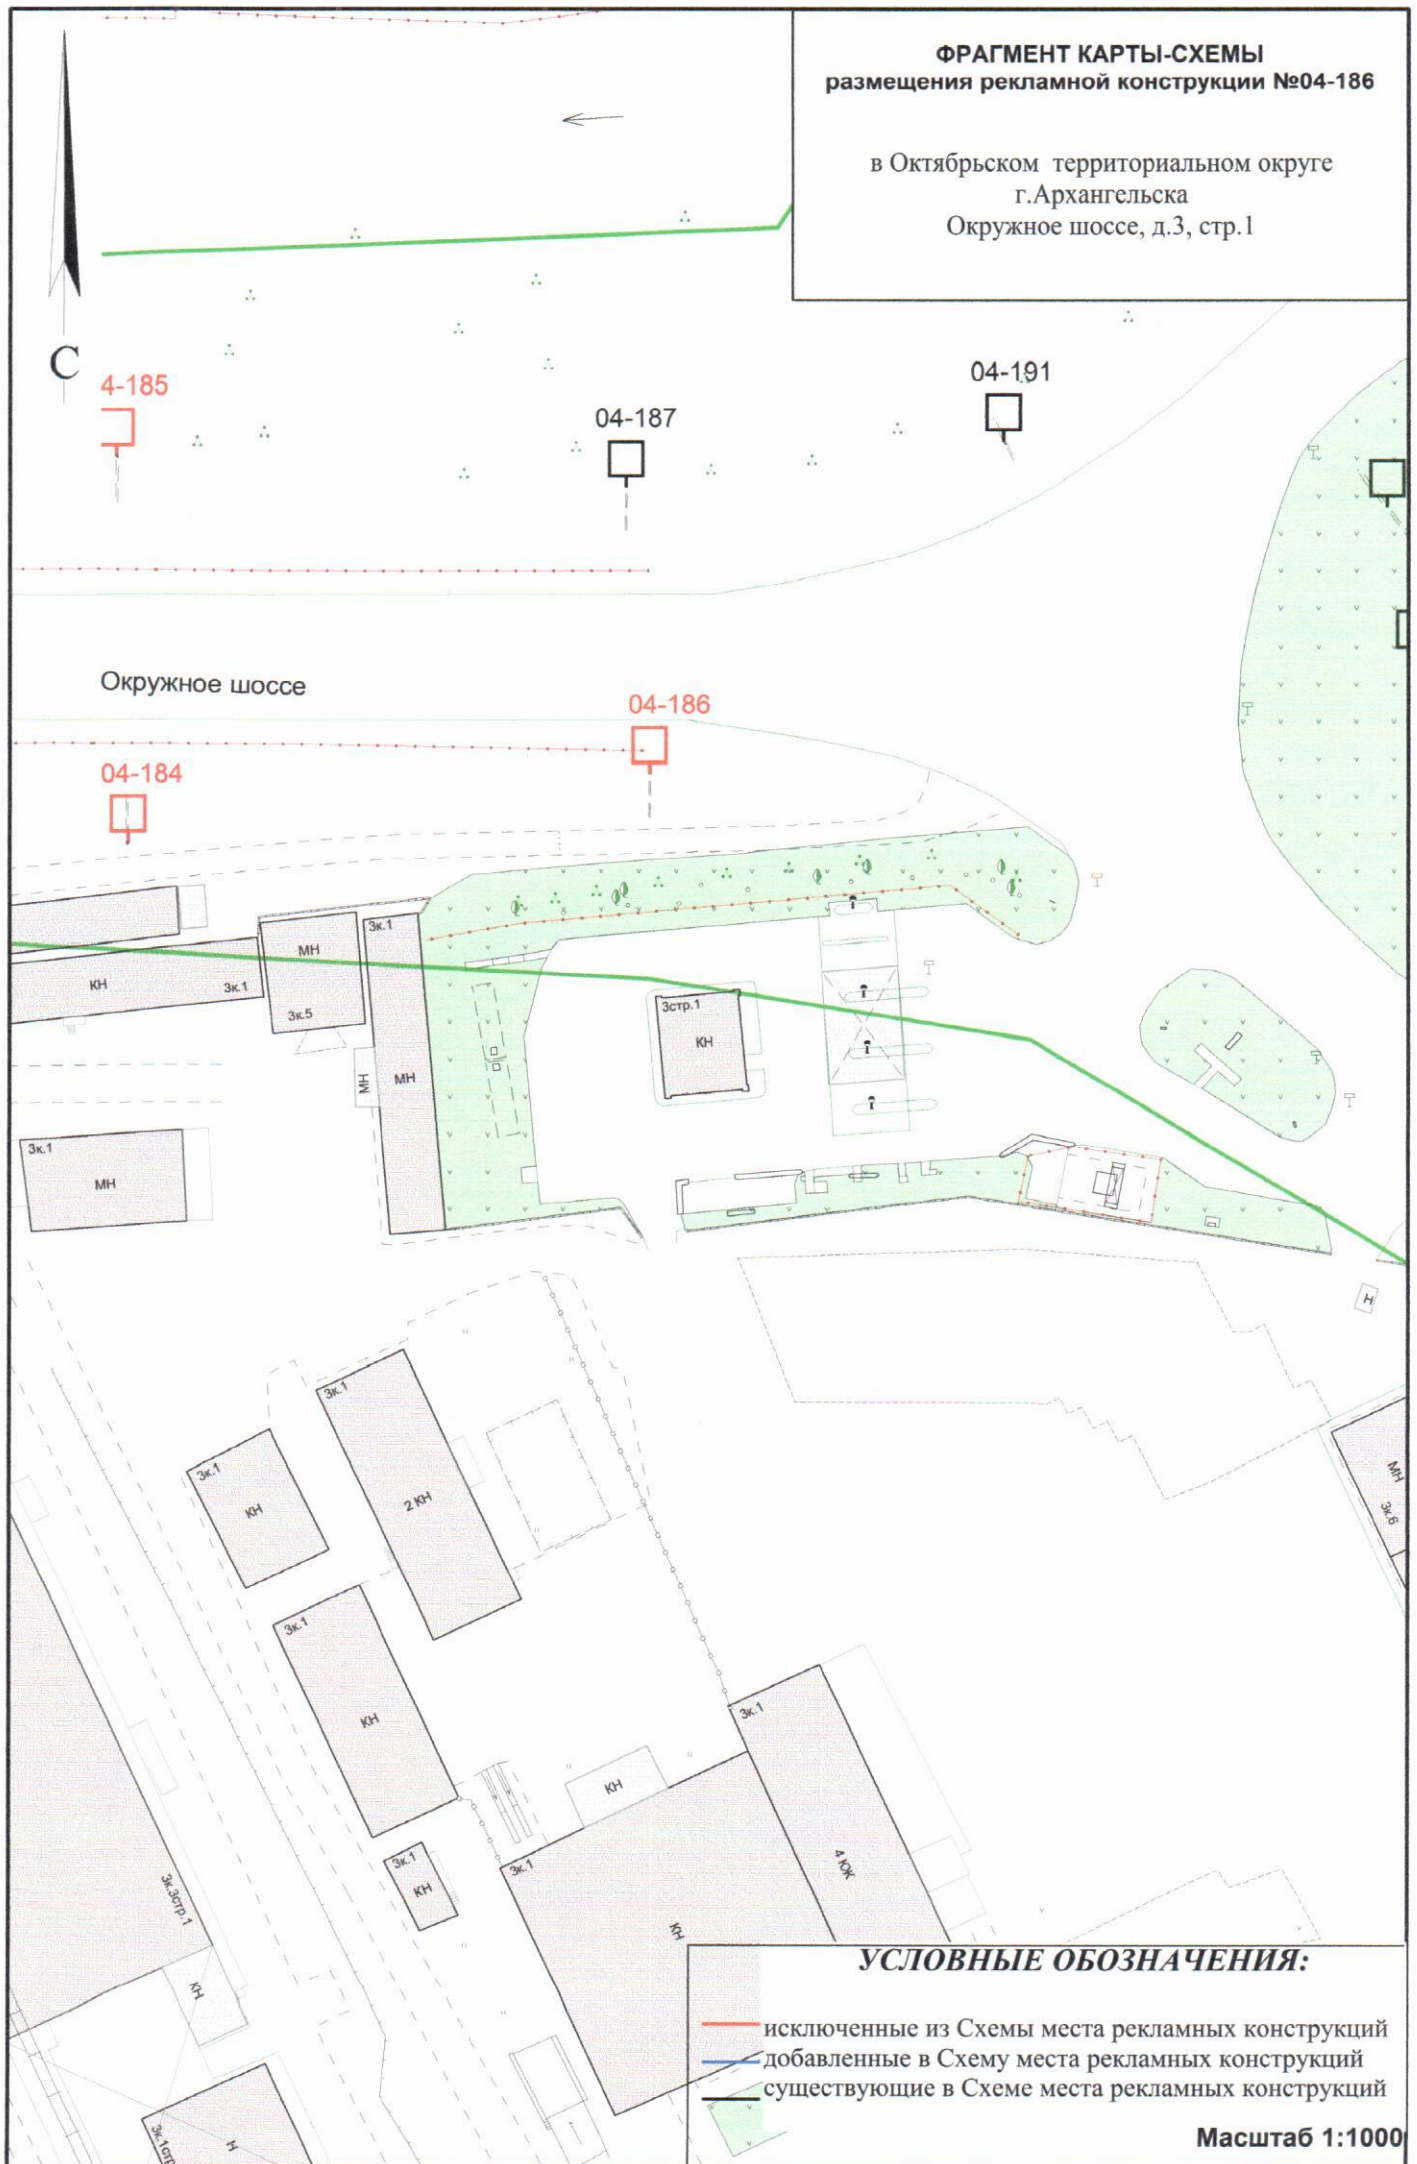 ФРАГМЕНТ КАРТЫ-СХЕМЫ
размещения рекламной конструкции №04-186
в Октябрьском территориальном округе
г.Архангельска
Окружное шоссе, д.3, стр.1
С
4-185
04-187
04-191
Окружное шоссе
04-186
04-184
КН
3к.1
МН
3к.5
3к.1
МН
МН
3стр.1
КН
3к.1
МН
Н
3к.1
2 КН
3к.1
КН
МН
3к.6
3к.1
КН
3к.1
4 КЖ
КН
3к.1
КН
3к.1
КН
3к.3стр.1
КН
Н
3к.1стр
УСЛОВНЫЕ ОБОЗНАЧЕНИЯ:
исключенные из Схемы места рекламных конструкций
добавленные в Схему места рекламных конструкций
существующие в Схеме места рекламных конструкций
Масштаб 1:1000